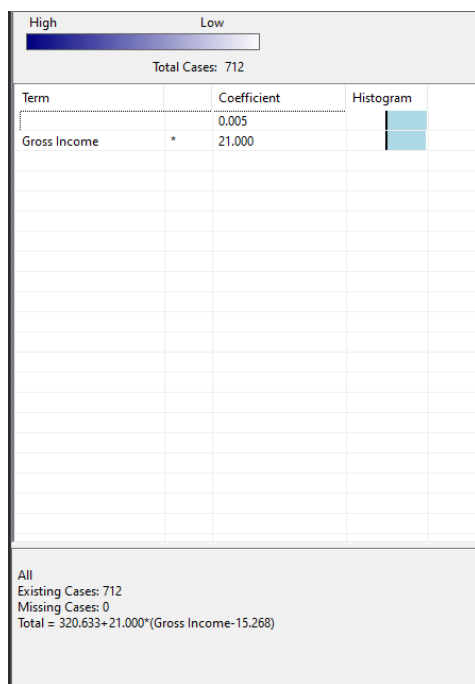 High Low
Total Cases: 712
Term Coefficient Histogram
0.005
Gross Income * 21.000
All
Existing Cases: 712
Missing Cases: 0
Total = 320.633+21.000*(Gross Income-15.268)